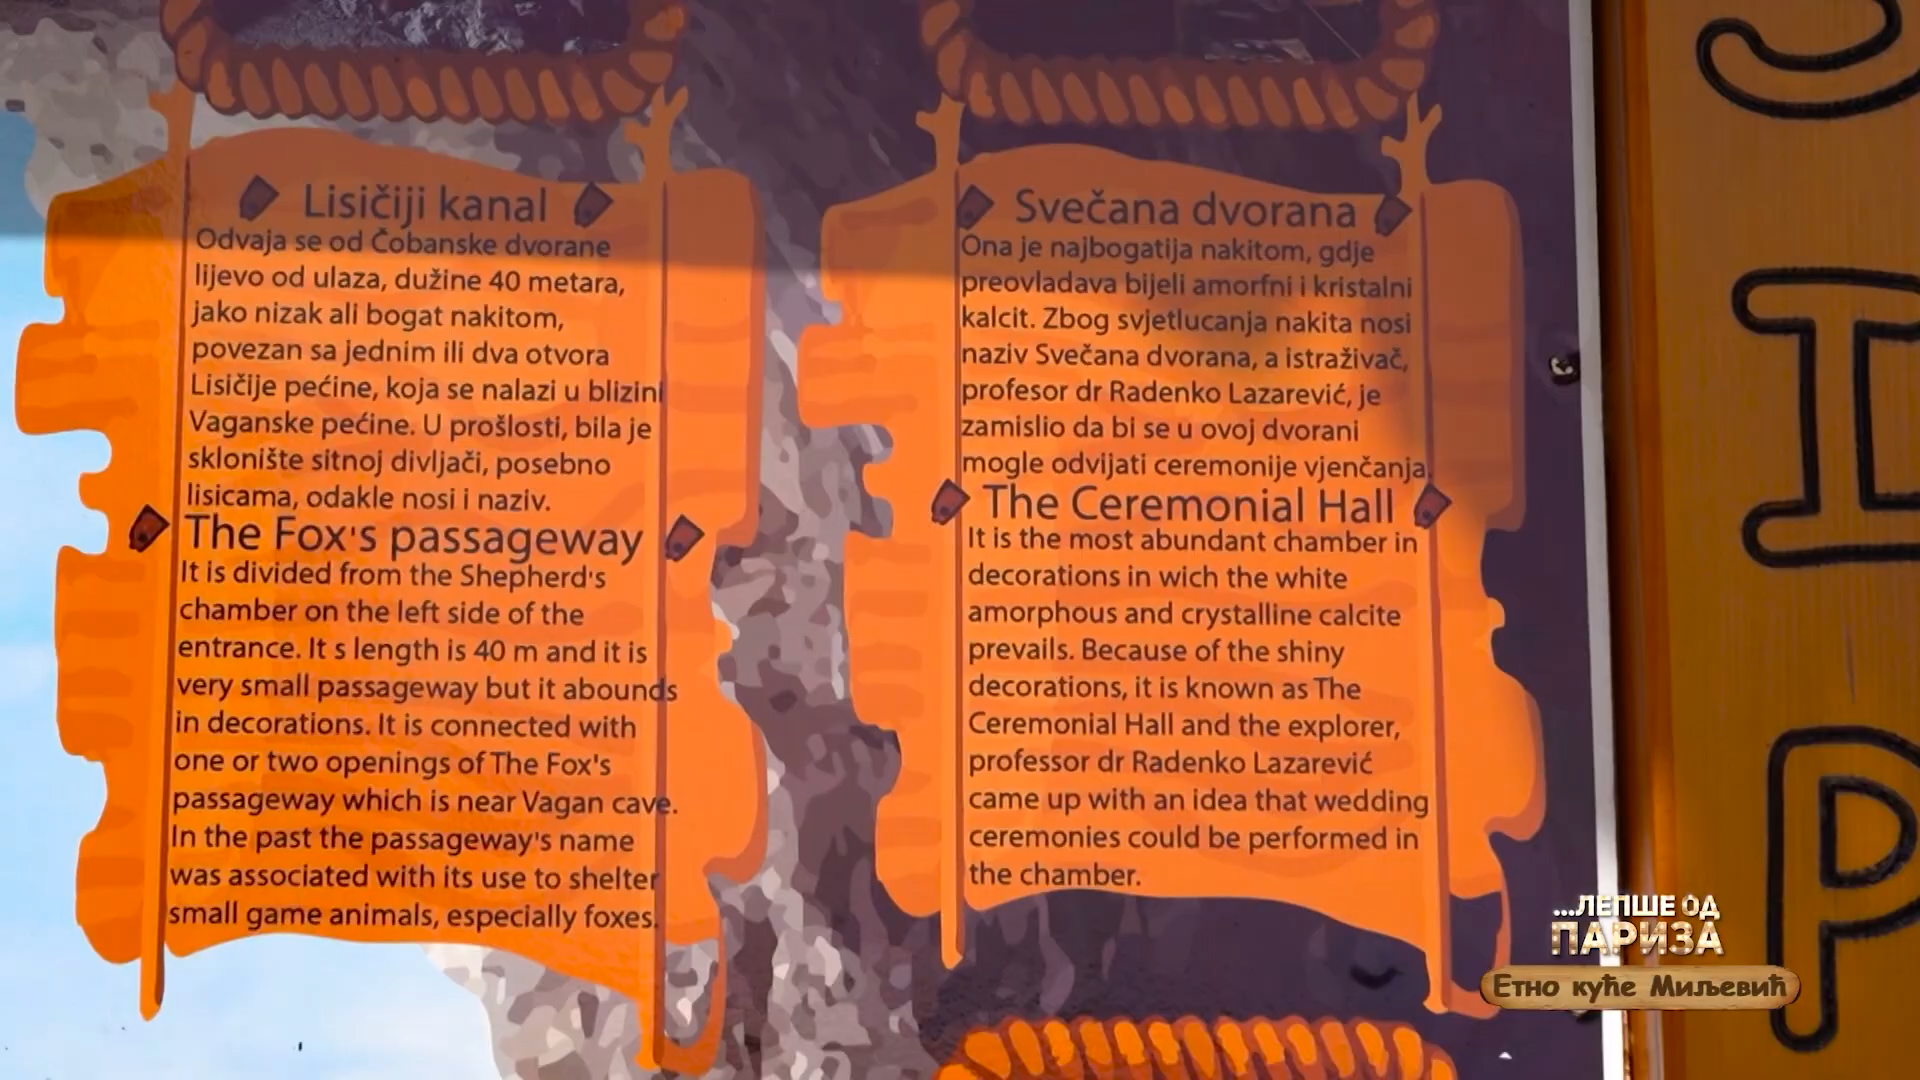 Lisičiji kanal
Odvaja se od Čobanske dvorane
lijevo od ulaza, dužine 40 metara,
jako nizak ali bogat nakitom,
povezan sa jednim ili dva otvora
Lisičije pećine, koja se nalazi u blizini
Vaganske pećine. U prošlosti, bila je
sklonište sitnoj divljači, posebno
lisicama, odakle nosi i naziv.
The Fox's passageway
It is divided from the Shepherd's
chamber on the left side of the
entrance. It s length is 40 m and it is
very small passageway but it abounds
in decorations. It is connected with
one or two openings of The Fox's
passageway which is near Vagan cave.
In the past the passageway's name
was associated with its use to shelter
small game animals, especially foxes.
Svečana dvorana
Ona je najbogatija nakitom, gdje
preovladava bijeli amorfni i kristalni
kalcit. Zbog svjetlucanja nakita nosi
naziv Svečana dvorana, a istraživač,
profesor dr Radenko Lazarević, je
zamislio da bi se u ovoj dvorani
mogle odvijati ceremonije vjenčanja.
The Ceremonial Hall
It is the most abundant chamber in
decorations in wich the white
amorphous and crystalline calcite
prevails. Because of the shiny
decorations, it is known as The
Ceremonial Hall and the explorer,
professor dr Radenko Lazarević
came up with an idea that wedding
ceremonies could be performed in
the chamber.
I
P
...ЛЕПШЕ ОД
ПАРИЗА
Етно куће Миљевић